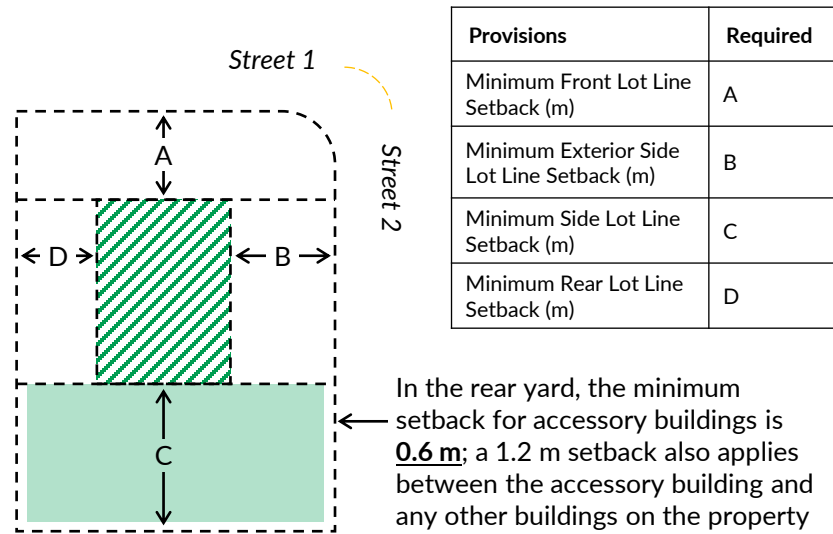 Street 1
Street 2
A
D
B
C
Provisions Required
Minimum Front Lot Line
Setback (m)
A
Minimum Exterior Side
Lot Line Setback (m)
B
Minimum Side Lot Line
Setback (m)
C
Minimum Rear Lot Line
Setback (m)
D
In the rear yard, the minimum
setback for accessory buildings is
0.6 m; a 1.2 m setback also applies
between the accessory building and
any other buildings on the property